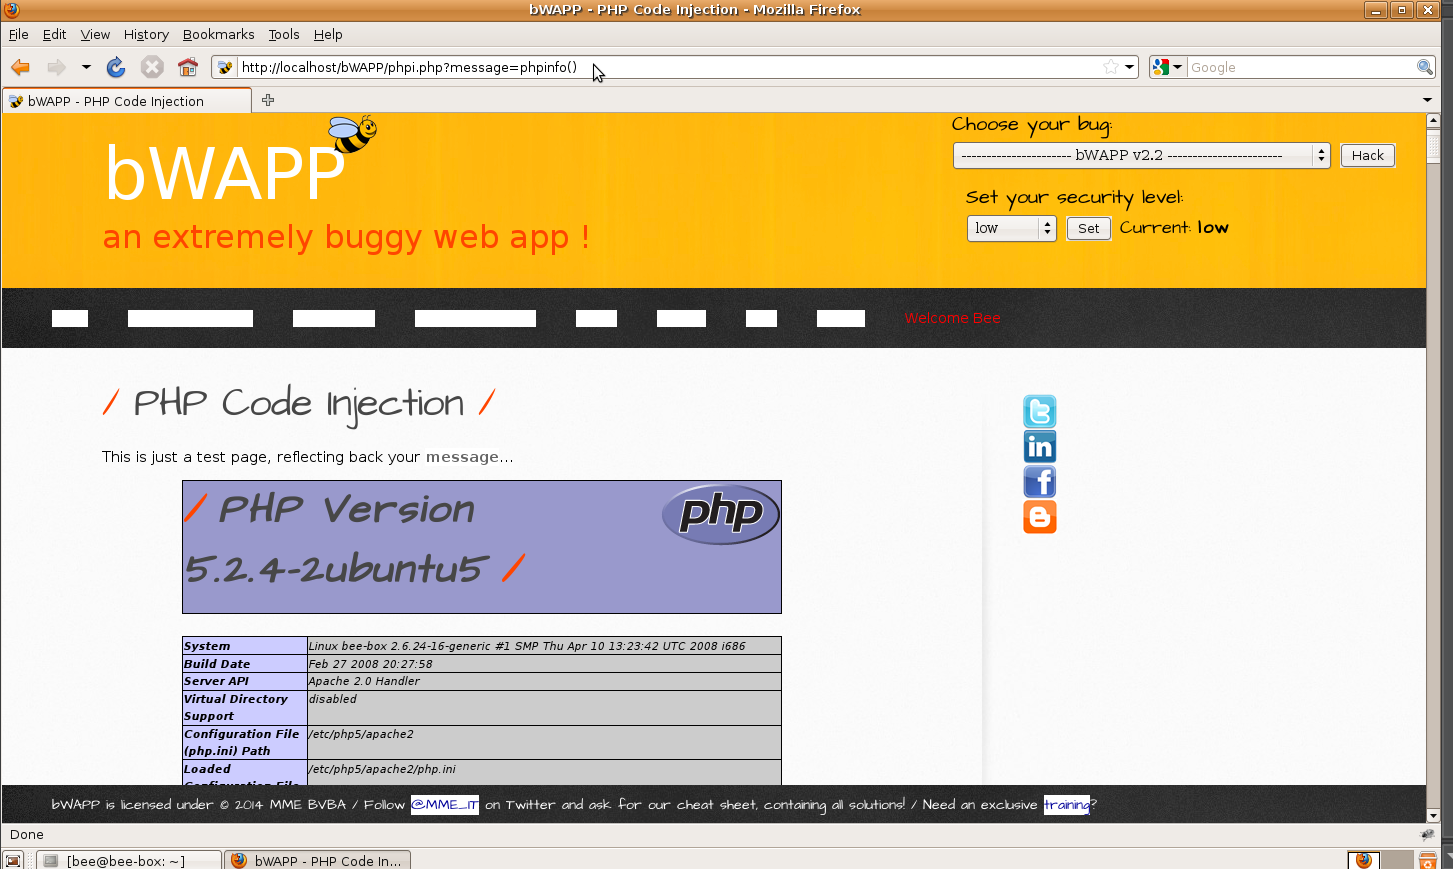 bWAPP - PHP Code Injection - Mozilla Firefox
File Edit View History Bookmarks Tools Help
http://localhost/bWAPP/phpi.php?message=phpinfo()
Google
bWAPP - PHP Code Injection
Choose your bug:
---------------------- bWAPP v2.2 -----------------------
Hack
bWAPP
an extremely buggy web app !
Set your security level:
low
Set
Current: low
Welcome Bee
/ PHP Code Injection /
This is just a test page, reflecting back your message...
/ PHP Version
5.2.4-2ubuntu5 /
php
System Linux bee-box 2.6.24-16-generic #1 SMP Thu Apr 10 13:23:42 UTC 2008 i686
Build Date Feb 27 2008 20:27:58
Server API Apache 2.0 Handler
Virtual Directory Support disabled
Configuration File (php.ini) Path /etc/php5/apache2
Loaded Configuration File /etc/php5/apache2/php.ini
bWAPP is licensed under © 2014 MME BVBA / Follow @MME_IT on Twitter and ask for our cheat sheet, containing all solutions! / Need an exclusive training?
Done
[bee@bee-box: ~]
bWAPP - PHP Code In...